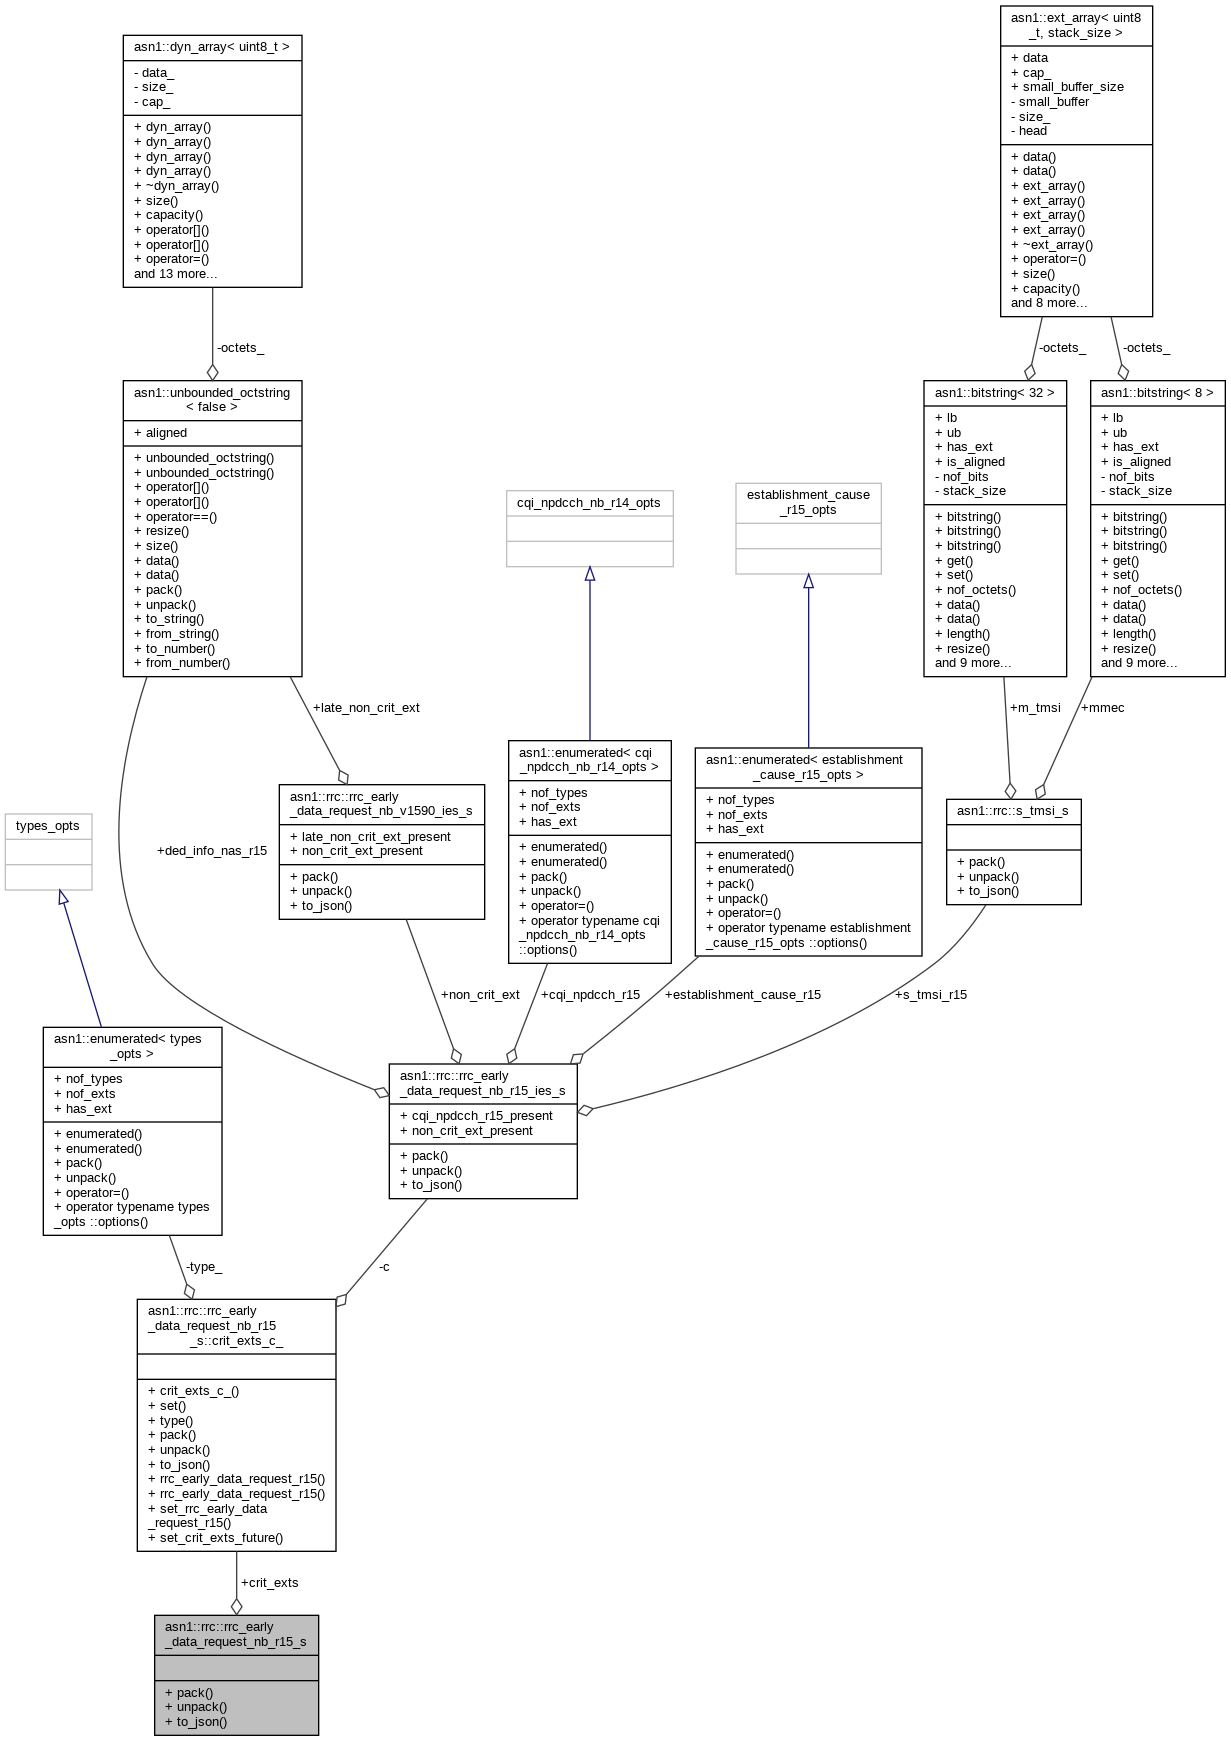 asn1::dyn_array< uint8_t >
- data_
- size_
- cap_
+ dyn_array()
+ dyn_array()
+ dyn_array()
+ dyn_array()
+ ~dyn_array()
+ size()
+ capacity()
+ operator[]()
+ operator[]()
+ operator=()
and 13 more...
asn1::ext_array< uint8
_t, stack_size >
+ data
+ cap_
+ small_buffer_size
- small_buffer
- size_
- head
+ data()
+ data()
+ ext_array()
+ ext_array()
+ ext_array()
+ ext_array()
+ ~ext_array()
+ operator=()
+ size()
+ capacity()
and 8 more...
-octets_
-octets_
-octets_
asn1::unbounded_octstring
< false >
+ aligned
+ unbounded_octstring()
+ unbounded_octstring()
+ operator[]()
+ operator[]()
+ operator==()
+ resize()
+ size()
+ data()
+ data()
+ pack()
+ unpack()
+ to_string()
+ from_string()
+ to_number()
+ from_number()
cqi_npdcch_nb_r14_opts
establishment_cause
_r15_opts
asn1::bitstring< 32 >
+ lb
+ ub
+ has_ext
+ is_aligned
- nof_bits
- stack_size
+ bitstring()
+ bitstring()
+ bitstring()
+ get()
+ set()
+ nof_octets()
+ data()
+ data()
+ length()
+ resize()
and 9 more...
asn1::bitstring< 8 >
+ lb
+ ub
+ has_ext
+ is_aligned
- nof_bits
- stack_size
+ bitstring()
+ bitstring()
+ bitstring()
+ get()
+ set()
+ nof_octets()
+ data()
+ data()
+ length()
+ resize()
and 9 more...
+late_non_crit_ext
+m_tmsi
+mmec
types_opts
+ded_info_nas_r15
asn1::rrc::rrc_early
_data_request_nb_v1590_ies_s
+ late_non_crit_ext_present
+ non_crit_ext_present
+ pack()
+ unpack()
+ to_json()
asn1::enumerated< cqi
_npdcch_nb_r14_opts >
+ nof_types
+ nof_exts
+ has_ext
+ enumerated()
+ enumerated()
+ pack()
+ unpack()
+ operator=()
+ operator typename cqi
_npdcch_nb_r14_opts
::options()
asn1::enumerated< establishment
_cause_r15_opts >
+ nof_types
+ nof_exts
+ has_ext
+ enumerated()
+ enumerated()
+ pack()
+ unpack()
+ operator=()
+ operator typename establishment
_cause_r15_opts ::options()
asn1::rrc::s_tmsi_s
+ pack()
+ unpack()
+ to_json()
+non_crit_ext
+cqi_npdcch_r15
+establishment_cause_r15
+s_tmsi_r15
asn1::enumerated< types
_opts >
+ nof_types
+ nof_exts
+ has_ext
+ enumerated()
+ enumerated()
+ pack()
+ unpack()
+ operator=()
+ operator typename types
_opts ::options()
asn1::rrc::rrc_early
_data_request_nb_r15_ies_s
+ cqi_npdcch_r15_present
+ non_crit_ext_present
+ pack()
+ unpack()
+ to_json()
-type_
-c
asn1::rrc::rrc_early
_data_request_nb_r15
_s::crit_exts_c_
+ crit_exts_c_()
+ set()
+ type()
+ pack()
+ unpack()
+ to_json()
+ rrc_early_data_request_r15()
+ rrc_early_data_request_r15()
+ set_rrc_early_data
_request_r15()
+ set_crit_exts_future()
+crit_exts
asn1::rrc::rrc_early
_data_request_nb_r15_s
+ pack()
+ unpack()
+ to_json()